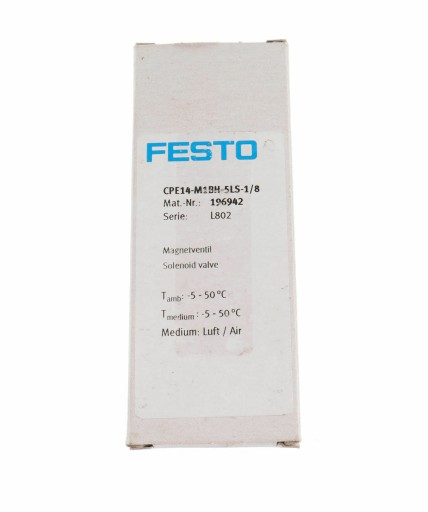 FESTO
CPE14-M1BH-5LS-1/8
Mat.-Nr.: 196942
Serie: L802
Magnetventil
Solenoid valve
Tamb: -5 - 50 °C
Tmedium : -5 - 50 °C
Medium: Luft / Air